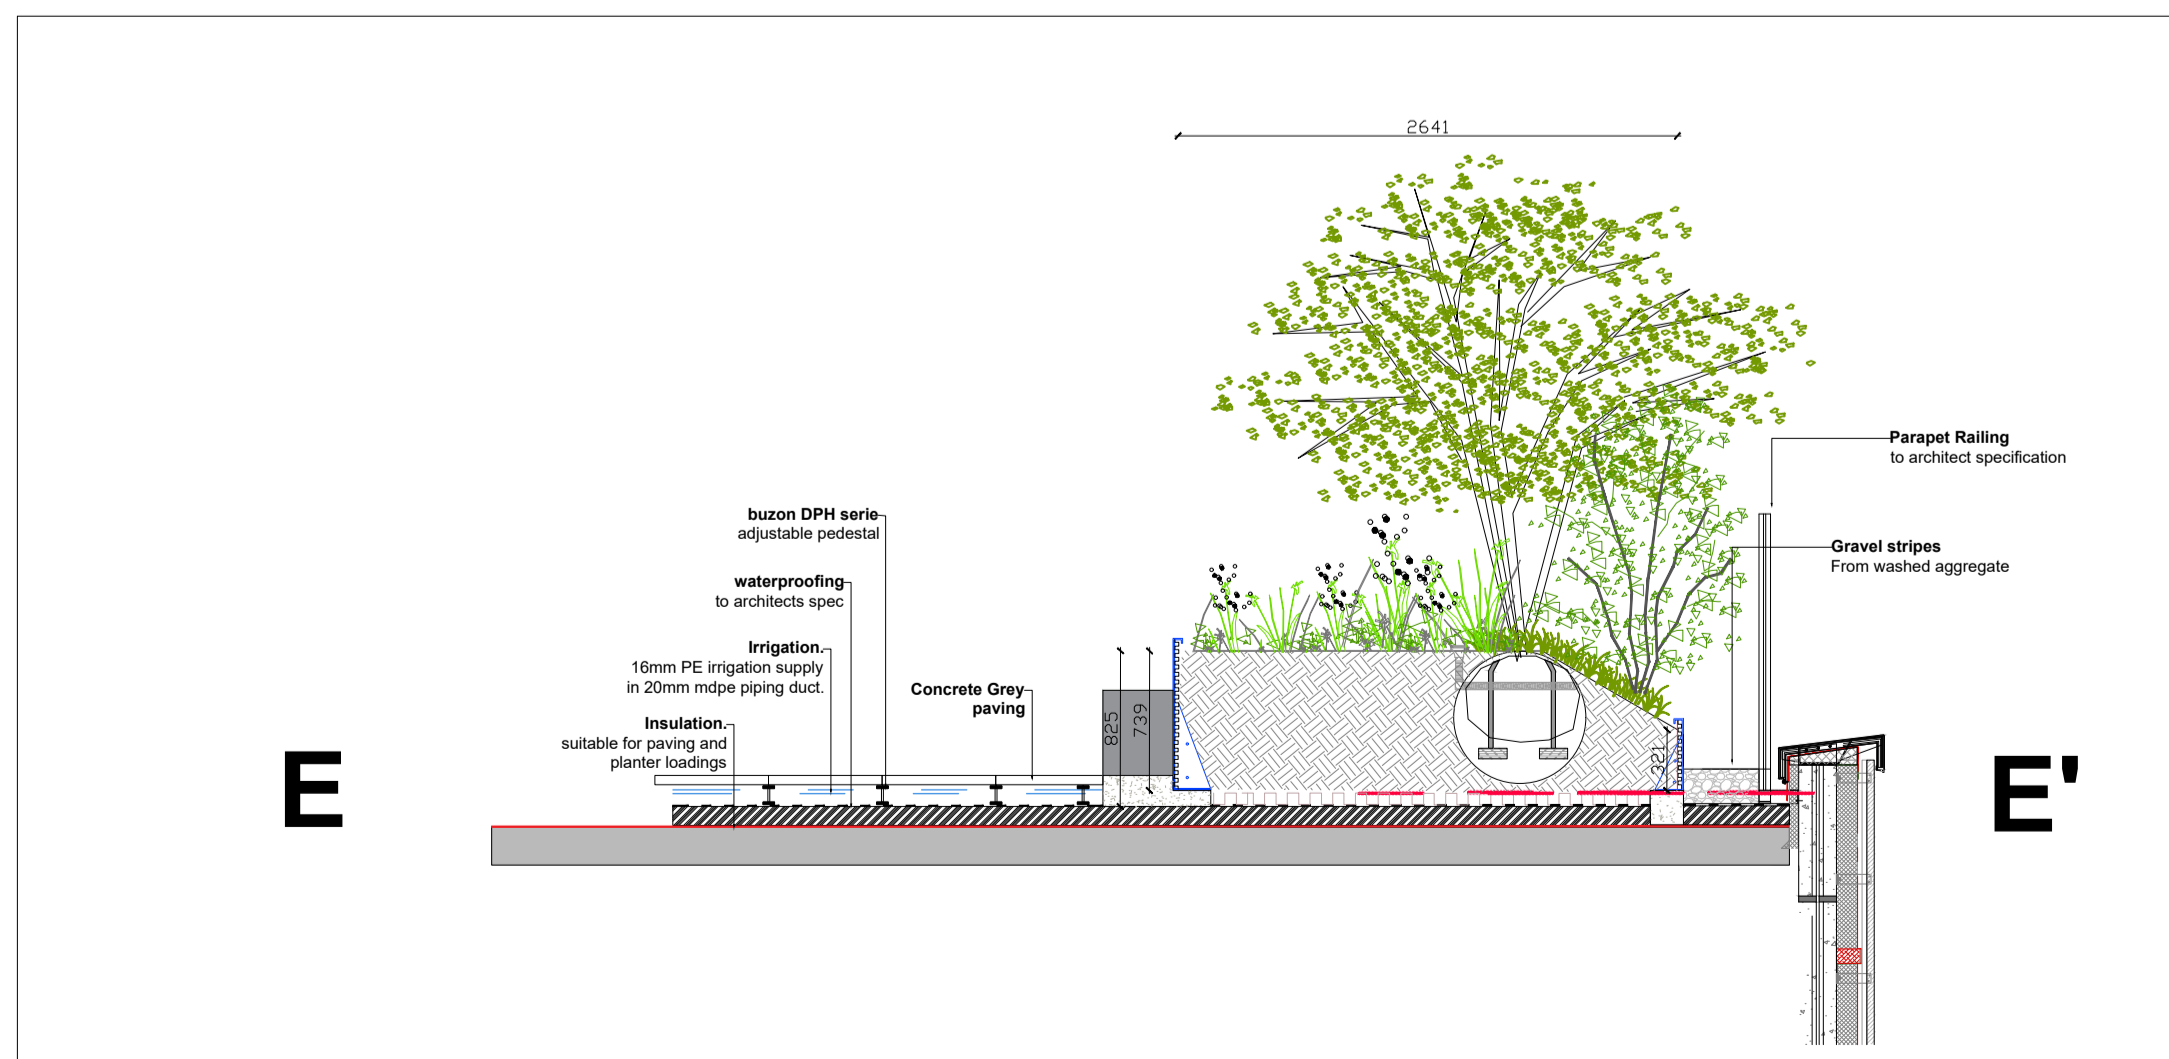 2641
Parapet Railing
to architect specification
buzon DPH serie
adjustable pedestal
Gravel stripes
From washed aggregate
waterproofing
to architects spec
Irrigation.
16mm PE irrigation supply
in 20mm mdpe piping duct.
Concrete Grey
paving
Insulation.
suitable for paving and
planter loadings
825
739
321
E
E'